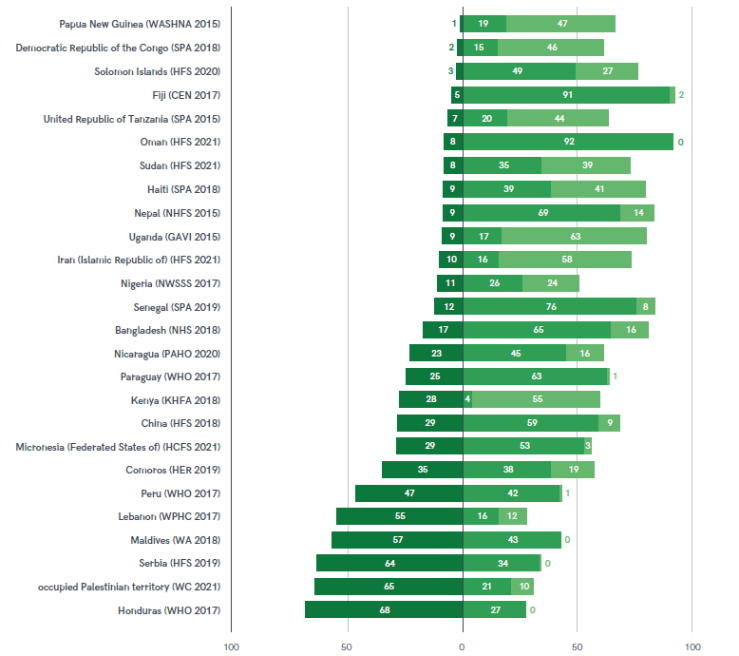 Papua New Guinea (WASHNA 2015) 1 19 47
Democratic Republic of the Congo (SPA 2018) 2 15 46
Solomon Islands (HFS 2020) 3 49 27
Fiji (CEN 2017) 5 91 2
United Republic of Tanzania (SPA 2015) 7 20 44
Oman (HFS 2021) 8 92 0
Sudan (HFS 2021) 8 35 39
Haiti (SPA 2018) 9 39 41
Nepal (NHFS 2015) 9 69 14
Uganda (GAVI 2015) 9 17 63
Iran (Islamic Republic of) (HFS 2021) 10 16 58
Nigeria (NWSSS 2017) 11 26 24
Senegal (SPA 2019) 12 76 8
Bangladesh (NHS 2018) 17 65 16
Nicaragua (PAHO 2020) 23 45 16
Paraguay (WHO 2017) 25 63 1
Kenya (KHFA 2018) 28 4 55
China (HFS 2018) 29 59 9
Micronesia (Federated States of) (HCFS 2021) 29 53 3
Comoros (HER 2019) 35 38 19
Peru (WHO 2017) 47 42 1
Lebanon (WPHC 2017) 55 16 12
Maldives (WA 2018) 57 43 0
Serbia (HFS 2019) 64 34 0
occupied Palestinian territory (WC 2021) 65 21 10
Honduras (WHO 2017) 68 27 0
100 50 0 50 100